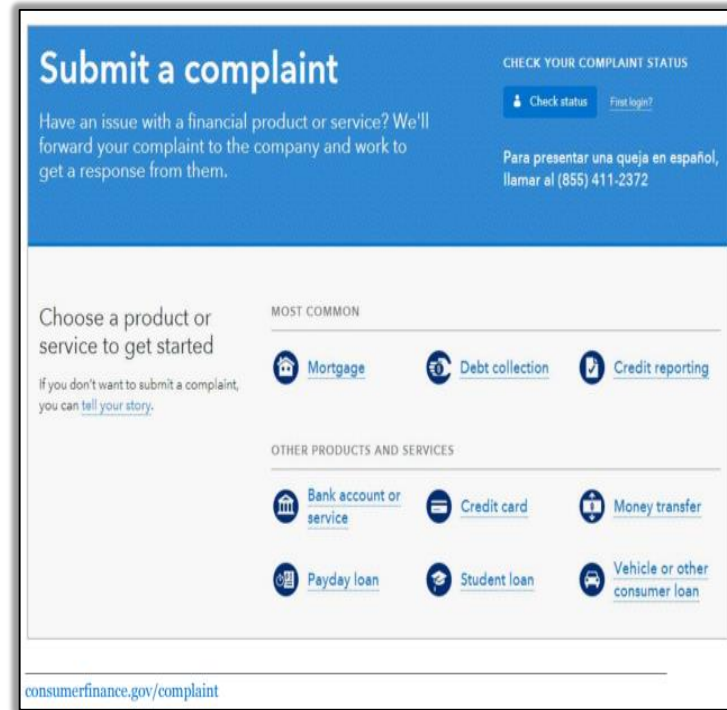 Submit a complaint
Have an issue with a financial product or service? We'll
forward your complaint to the company and work to
get a response from them.
CHECK YOUR COMPLAINT STATUS
Check status
First login?
Para presentar una queja en español,
llamar al (855) 411-2372
Choose a product or
service to get started
If you don't want to submit a complaint,
you can tell your story.
MOST COMMON
Mortgage
Debt collection
Credit reporting
OTHER PRODUCTS AND SERVICES
Bank account or
service
Credit card
Money transfer
Payday loan
Student loan
Vehicle or other
consumer loan
consumerfinance.gov/complaint